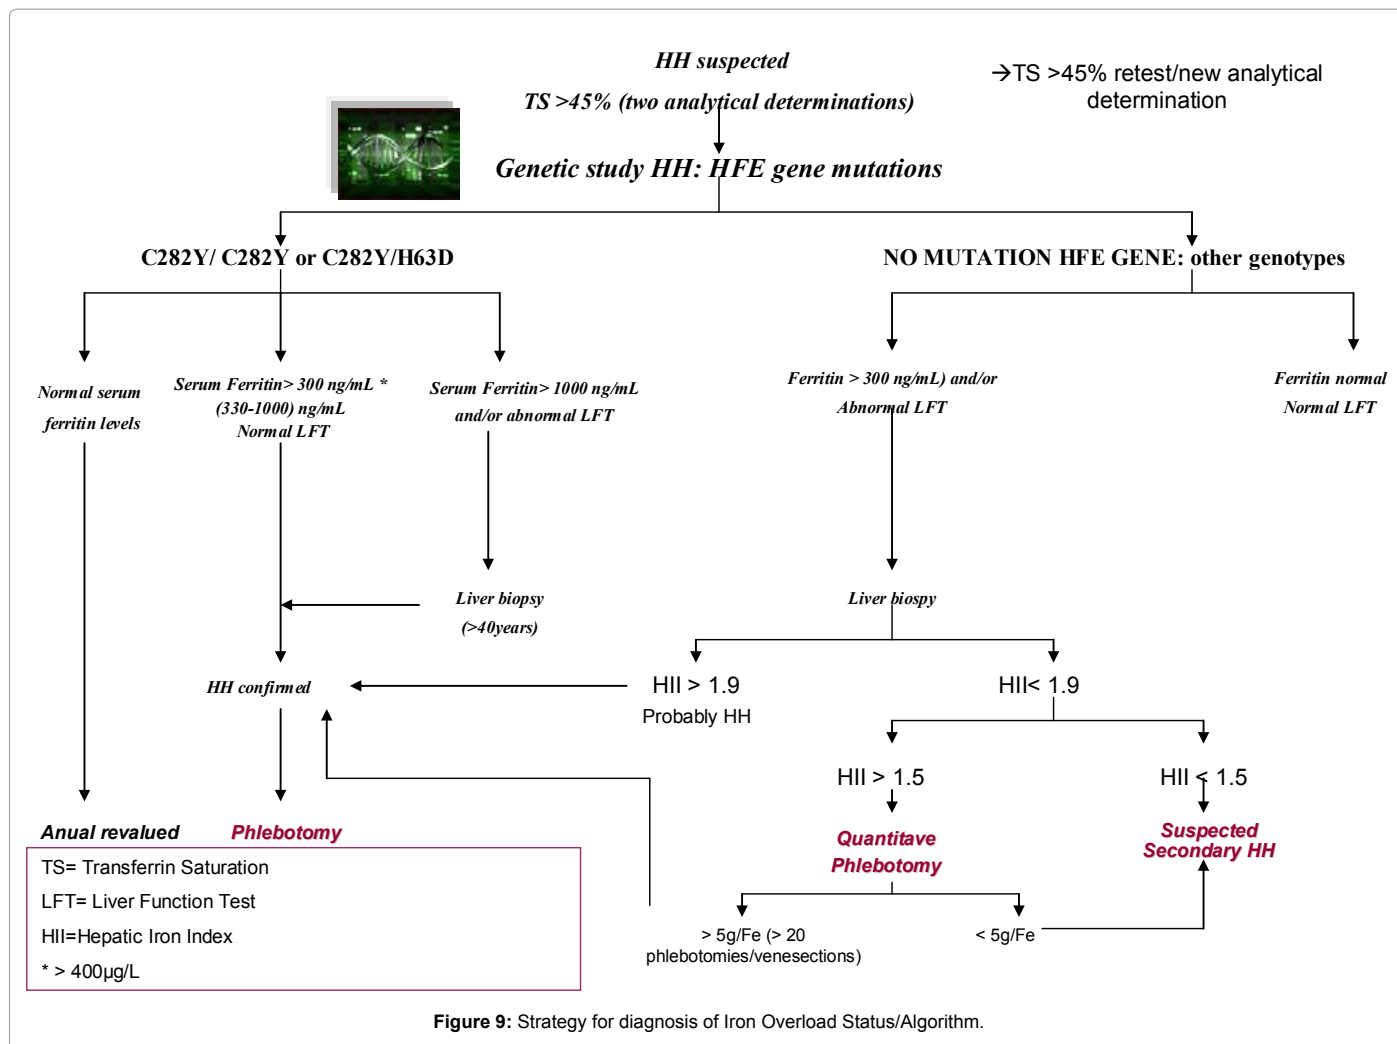 HH suspected
TS >45% (two analytical determinations)
→TS >45% retest/new analytical
determination
Genetic study HH: HFE gene mutations
C282Y/ C282Y or C282Y/H63D
NO MUTATION HFE GENE: other genotypes
Normal serum
ferritin levels
Serum Ferritin> 300 ng/mL *
(330-1000) ng/mL
Normal LFT
Serum Ferritin> 1000 ng/mL
and/or abnormal LFT
Ferritin > 300 ng/mL) and/or
Abnormal LFT
Ferritin normal
Normal LFT
Liver biopsy
(>40years)
Liver biospy
HH confirmed
HII > 1.9
Probably HH
HII< 1.9
HII > 1.5
HII < 1.5
Anual revalued
Phlebotomy
Quantitave
Phlebotomy
Suspected
Secondary HH
> 5g/Fe (> 20
phlebotomies/venesections)
< 5g/Fe
TS= Transferrin Saturation
LFT= Liver Function Test
HII=Hepatic Iron Index
* > 400µg/L
Figure 9: Strategy for diagnosis of Iron Overload Status/Algorithm.